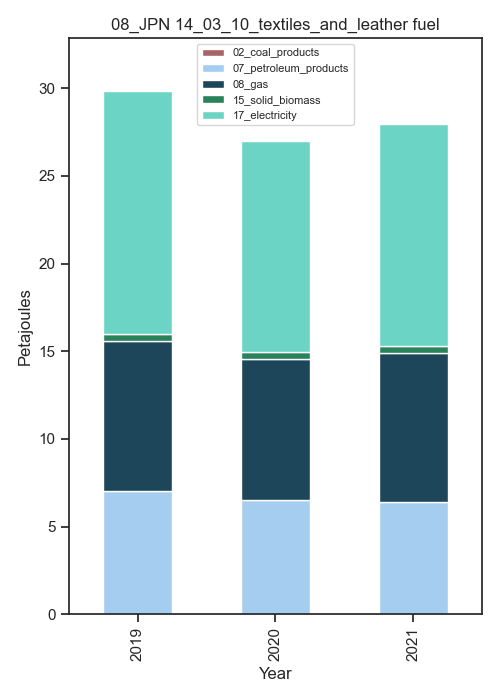 08_JPN 14_03_10_textiles_and_leather fuel
02_coal_products
07_petroleum_products
08_gas
15_solid_biomass
17_electricity
Petajoules
30
25
20
15
10
5
0
2019
2020
2021
Year